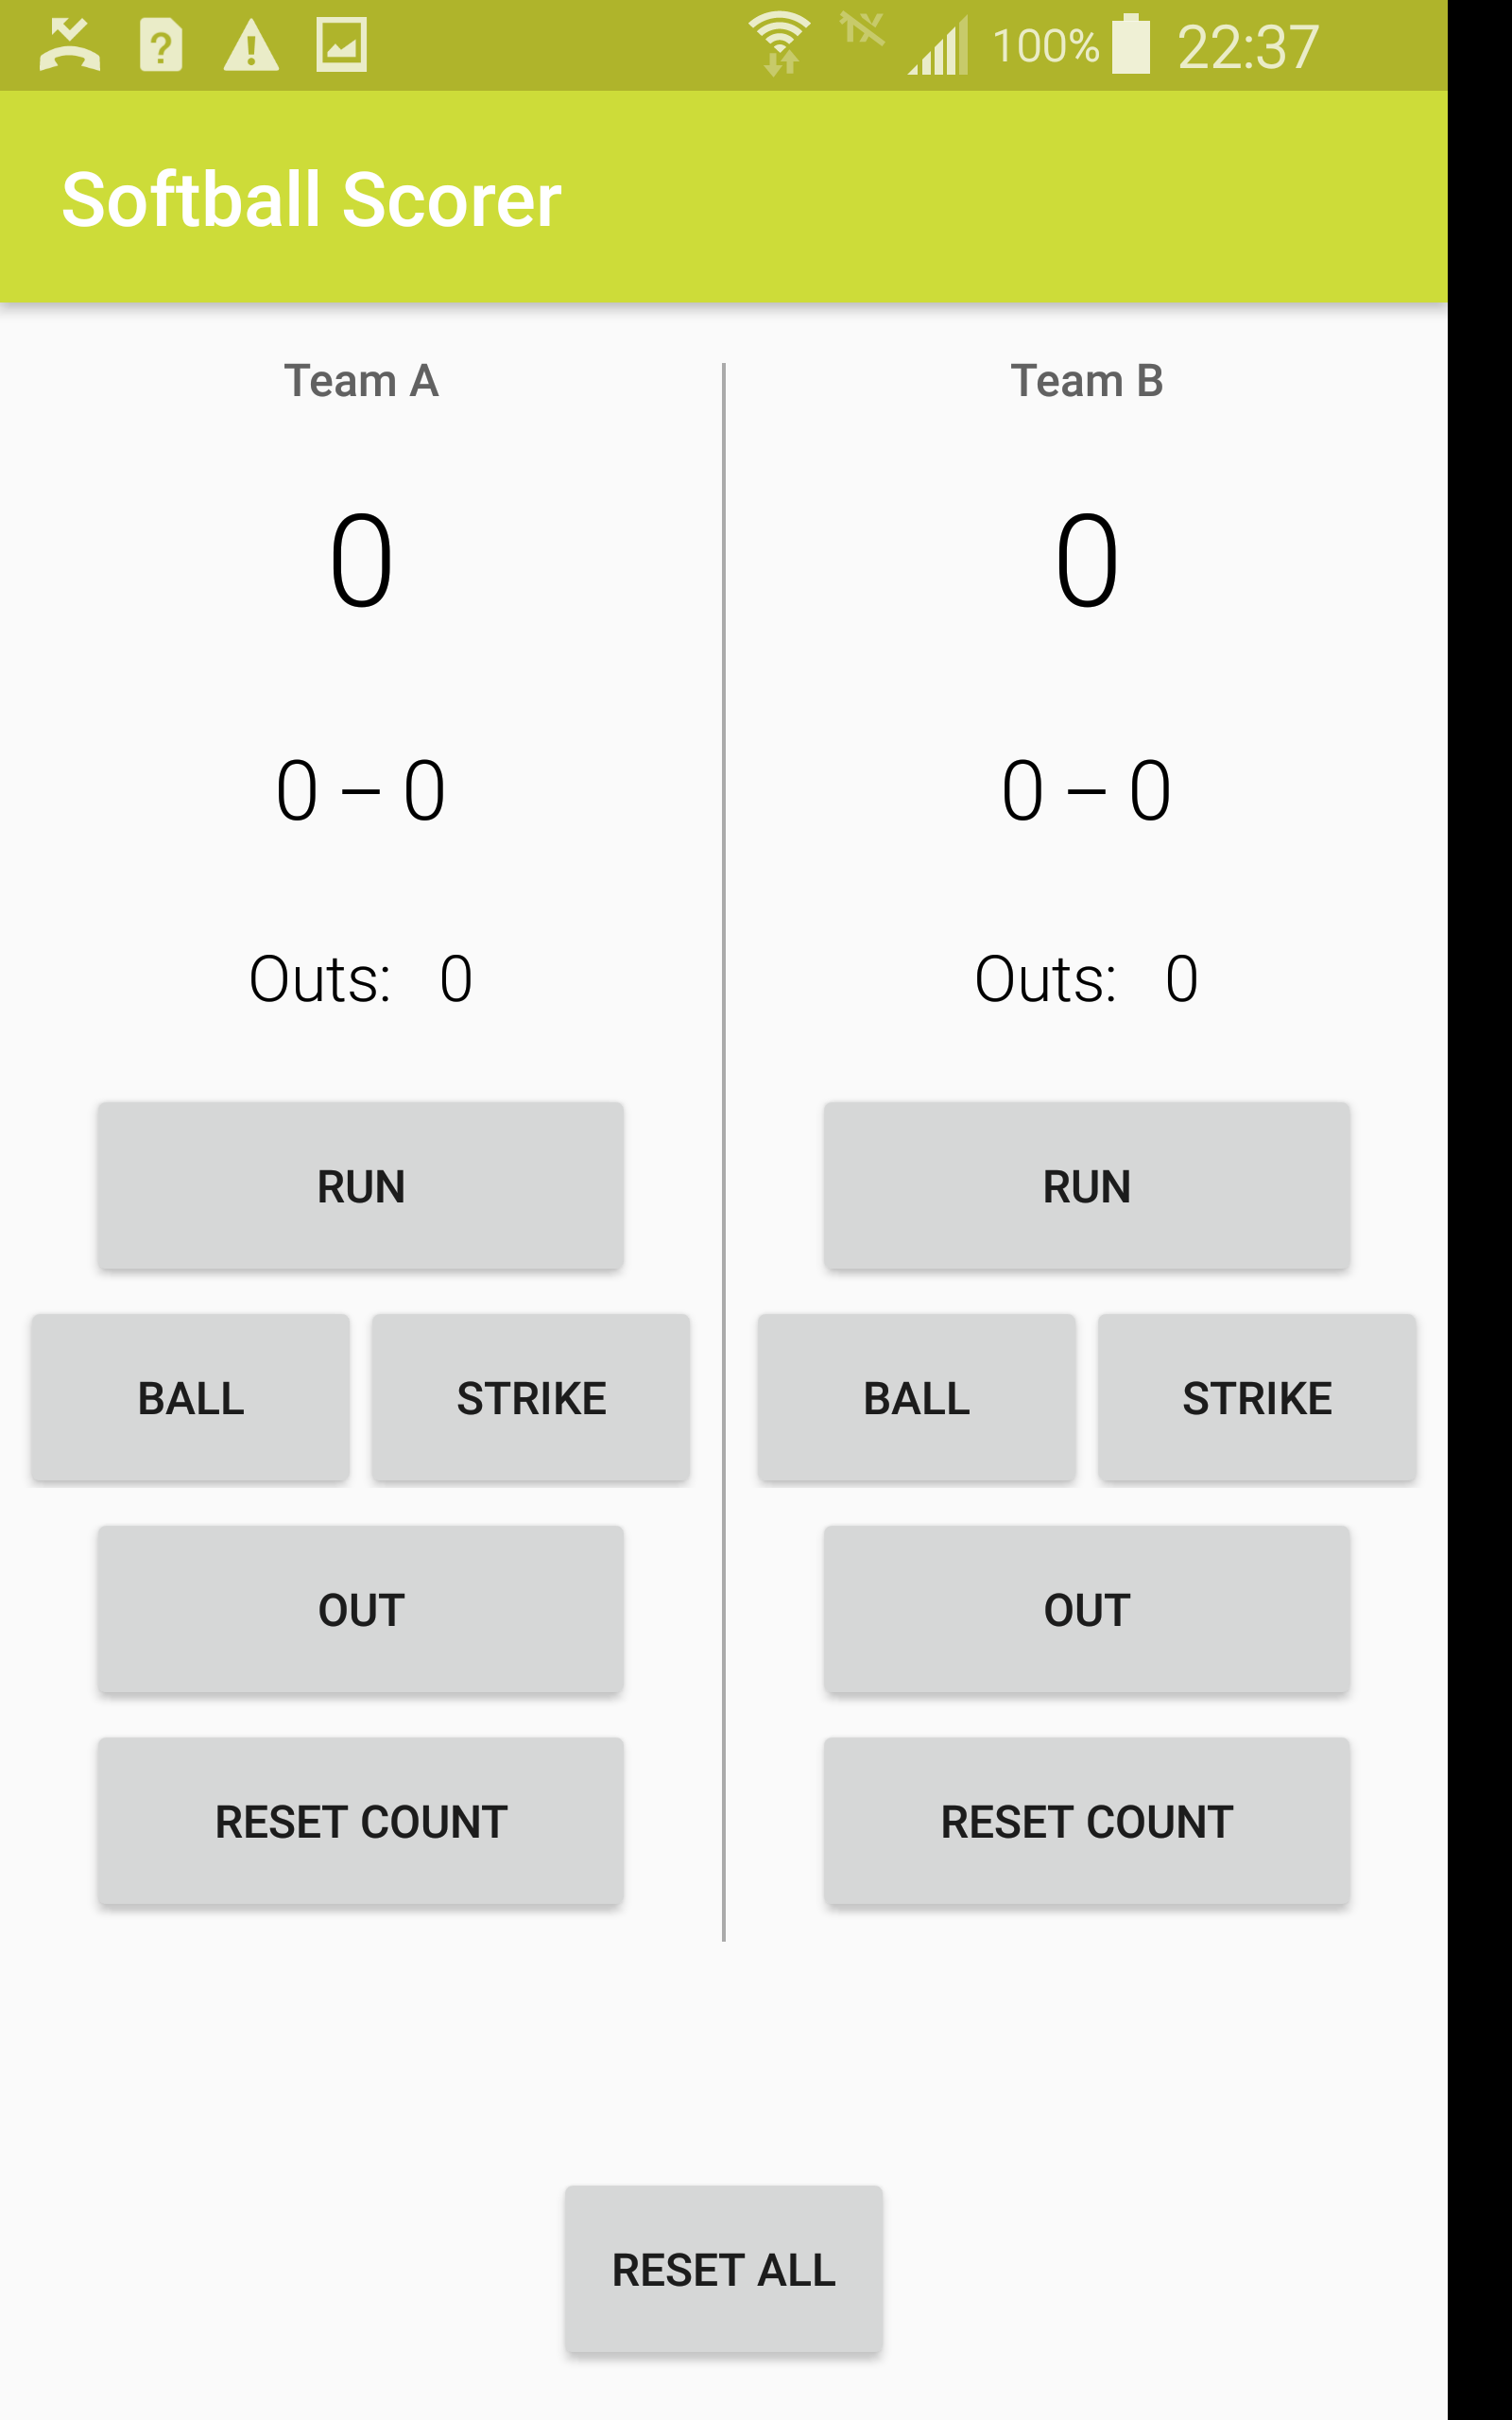 100% 22:37
Softball Scorer
Team A
0
0 – 0
Outs: 0
RUN
BALL STRIKE
OUT
RESET COUNT
Team B
0
0 – 0
Outs: 0
RUN
BALL STRIKE
OUT
RESET COUNT
RESET ALL